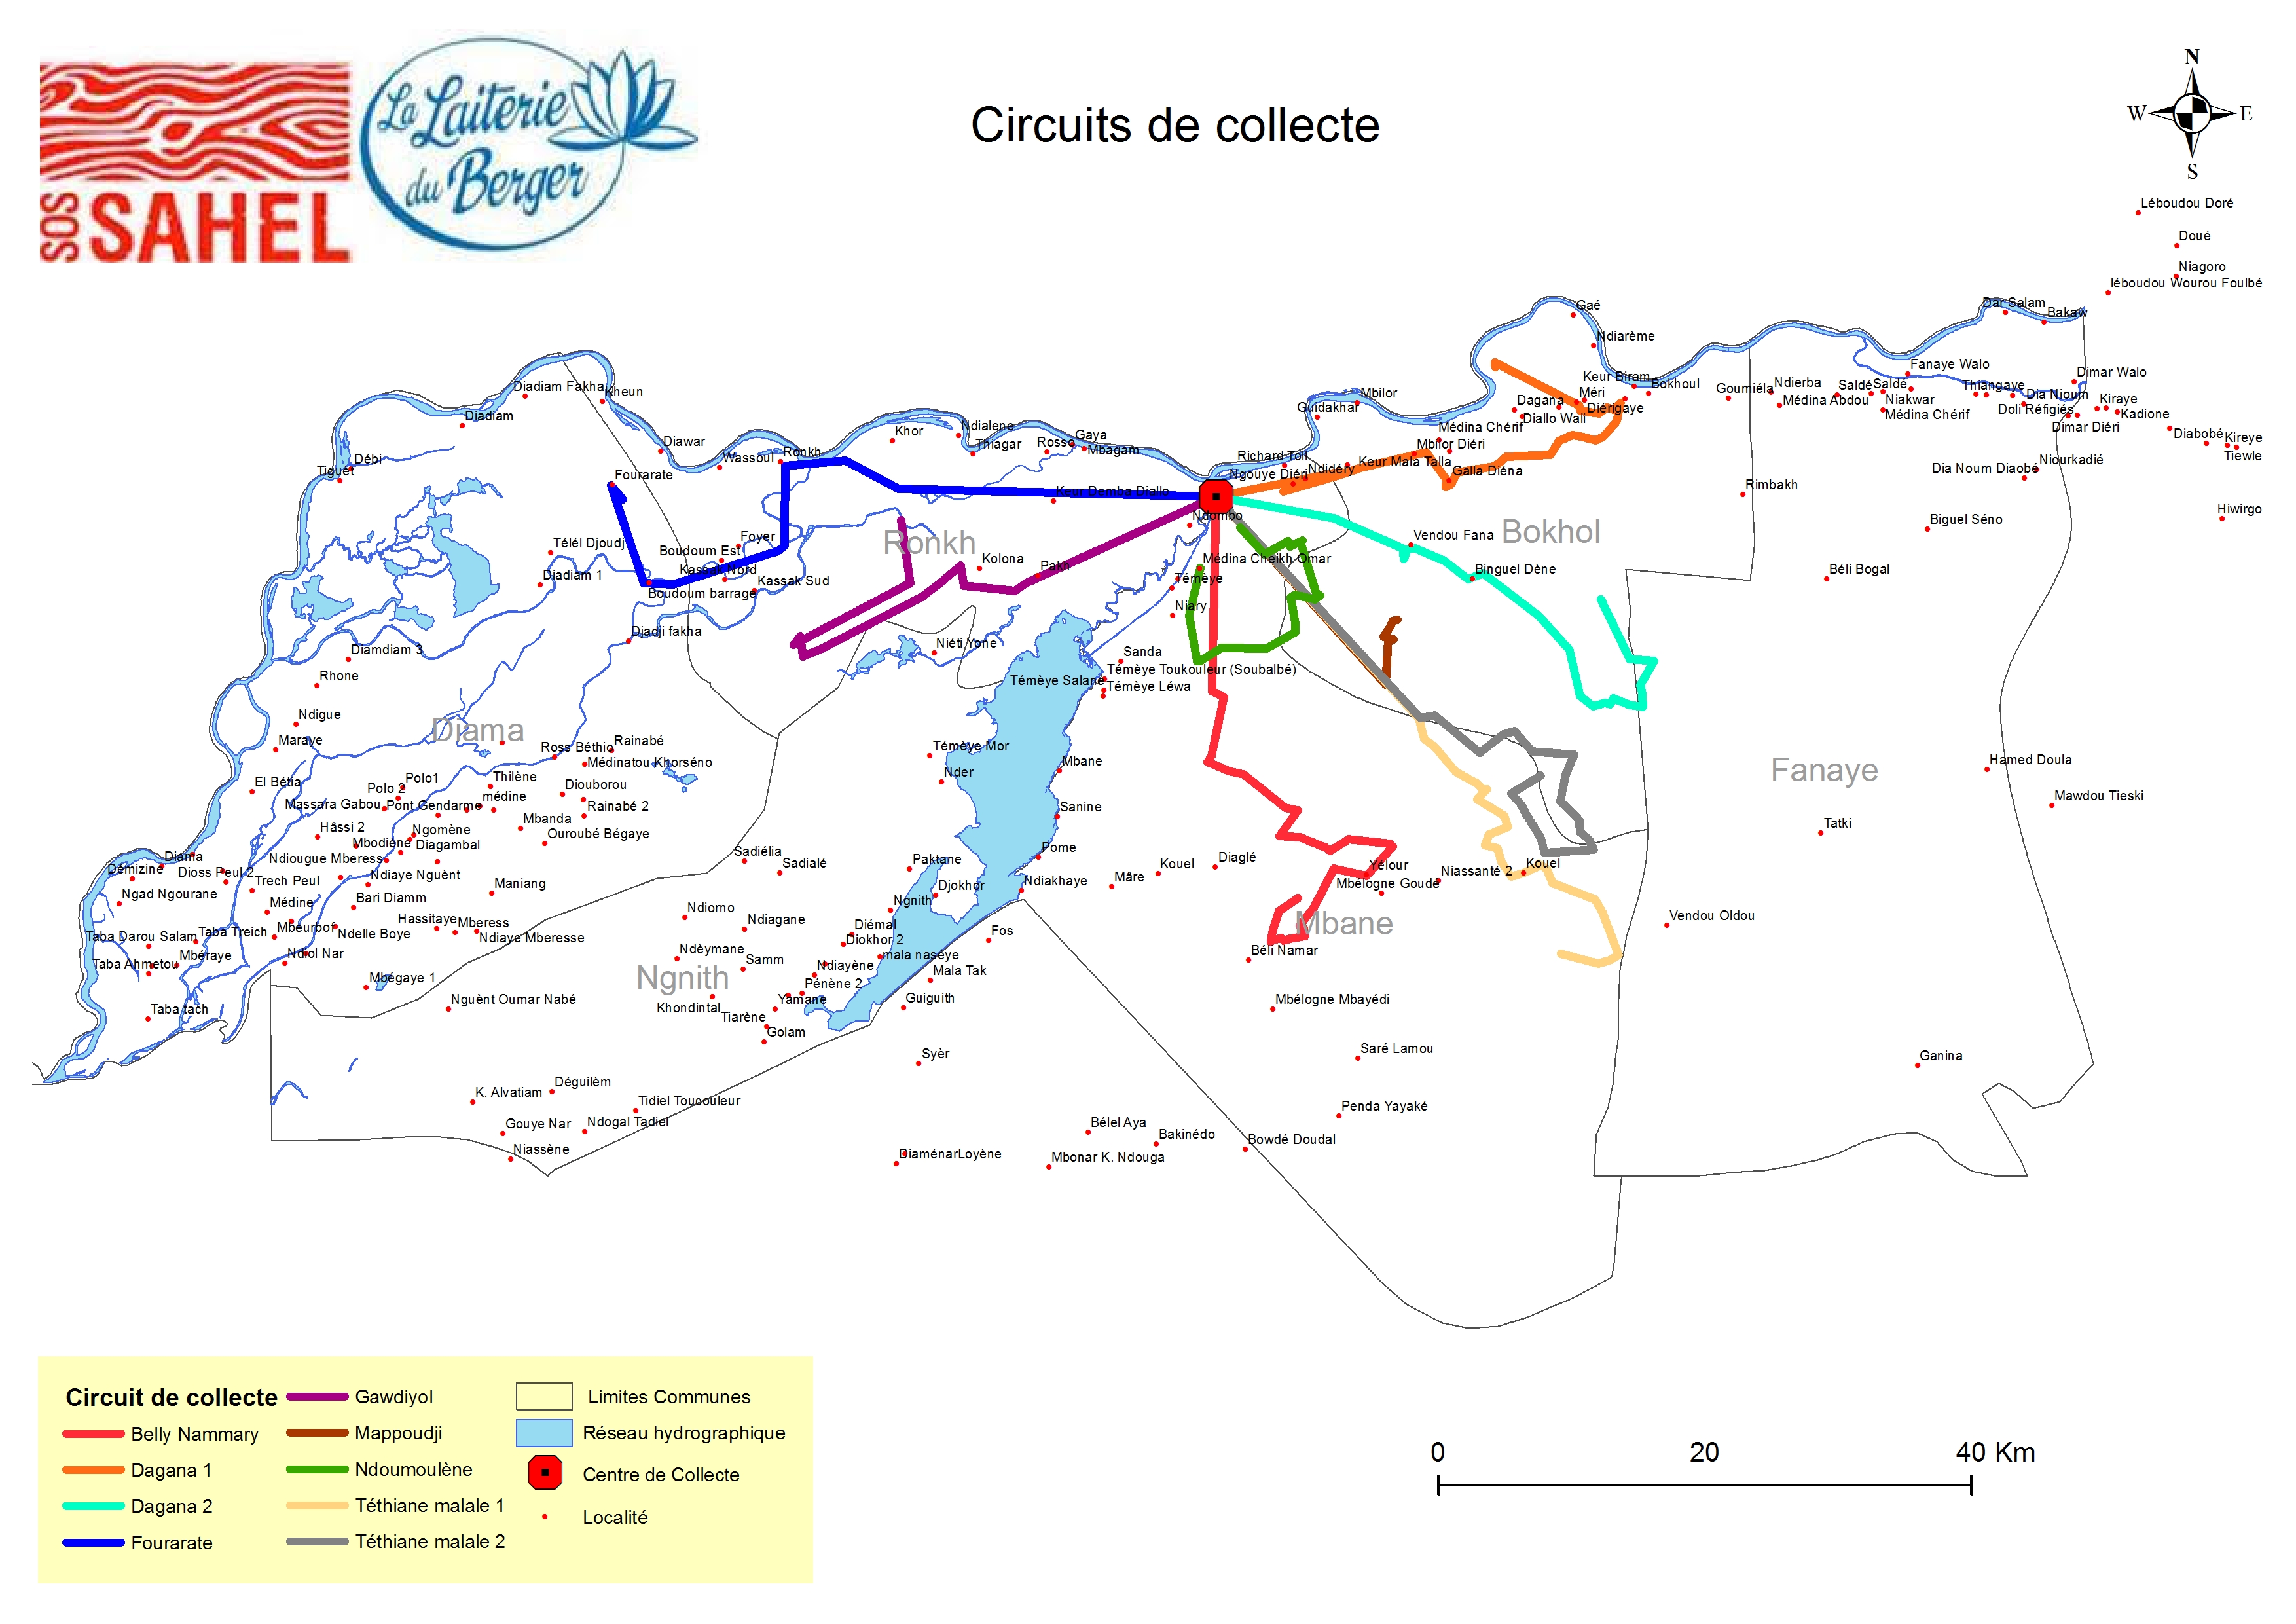 SOS SAHEL
La Laiterie
du Berger
Circuits de collecte
N
W
E
S
Léboudou Doré
Doué
Niagoro
léboudou Wourou Foulbé
Dar Salam
Bakaw
Gaé
Ndiarème
Fanaye Walo
Dimar Walo
Keur Biram
Bokhoul
Méri
Diérigaye
Dagana
Diallo Wali
Goumiéla
Ndierba
Médina Abdou
Saldé
Saldé
Niakwar
Médina Chérif
Thiangaye
Dia Nioum
Doli Réfigiés
Dimar Diéri
Kiraye
Kadione
Diabobé
Kireye
Tiewle
Niourkadié
Dia Noum Diaobé
Hiwirgo
Rimbakh
Biguel Séno
Béli Bogal
Diadiam Fakha
Kheun
Diadiam
Débi
Tiguet
Diawar
Wassoul
Ronkh
Fourarate
Khor
Ndialene
Thiagar
Rosso
Gaya
Mbagam
Mbilor
Guidakhar
Médina Chérif
Mbilor Diéri
Richard Toll
Ngouye Diéri
Ndidéry
Keur Mala Talla
Galla Diéna
Keur Demba Diallo
Ndombo
Ronkh
Bokhol
Vendou Fana
Binguel Dène
Télél Djoudj
Diadiam 1
Boudoum Est
Foyer
Kassak Nord
Kassak Sud
Boudoum barrage
Kolona
Pakh
Médina Cheikh Omar
Témèye
Niary
Djadji fakha
Niéti Yone
Sanda
Témèye Toukouleur (Soubalbé)
Témèye Salane
Témèye Léwa
Diamdiam 3
Rhone
Ndigue
Maraye
Diama
Ross Béthio
Rainabé
Médinatou Khorséno
Témèye Mor
Nder
Mbane
Sanine
Pome
Fanaye
Hamed Doula
Mawdou Tieski
Tatki
El Bétia
Polo1
Polo 2
Thilène
médine
Diouborou
Rainabé 2
Massara Gabou
Pont Gendarme
Mbanda
Ouroubé Bégaye
Hâssi 2
Ngomène
Mbodiène
Diagambal
Ndiougue Mberess
Ndiaye Nguènt
Maniang
Diama
Démizine
Dioss Peul 2
Trech Peul
Ngad Ngourane
Médine
Bari Diamm
Hassitaye
Mberess
Ndiaye Mberesse
Mbeurbof
Ndelle Boye
Taba Darou Salam
Taba Treich
Taba Ahmetou
Mbéraye
Ndiol Nar
Mbégaye 1
Taba tach
Nguènt Oumar Nabé
Sadiélia
Sadialé
Paktane
Djokhor
Ngnith
Ndiakhaye
Mâre
Kouel
Diaglé
Yélour
Mbélogne Goudé
Niassanté 2
Kouel
Mbane
Vendou Oldou
Béli Namar
Ndiorno
Ndiagane
Diémal
Diokhor 2
Fos
Ndèymane
Samm
Ndiayène
mala naséye
Mala Tak
Ngnith
Pénène 2
Khondintal
Yamane
Guiguith
Tiarène
Golam
Mbélogne Mbayédi
Saré Lamou
Syèr
Ganina
Déguilèm
K. Alvatiam
Tidiel Toucouleur
Gouye Nar
Ndogal Tadiel
Niassène
Penda Yayaké
Bélel Aya
Bakinédo
Bowdé Doudal
DiaménarLoyène
Mbonar K. Ndouga
Circuit de collecte
Belly Nammary
Dagana 1
Dagana 2
Fourarate
Gawdiyol
Mappoudji
Ndoumoulène
Téthiane malale 1
Téthiane malale 2
Limites Communes
Réseau hydrographique
Centre de Collecte
Localité
0
20
40 Km